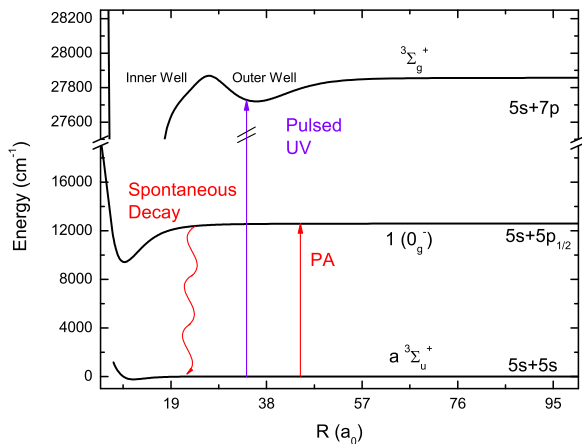 28200
28000
27800
27600
16000
12000
8000
4000
0
Energy (cm⁻¹)
³Σg⁺
Inner Well
Outer Well
5s+7p
Pulsed
UV
Spontaneous
Decay
1 (0g⁻)
5s+5p1/2
PA
a ³Σu⁺
5s+5s
19
38
57
76
95
R (a0)